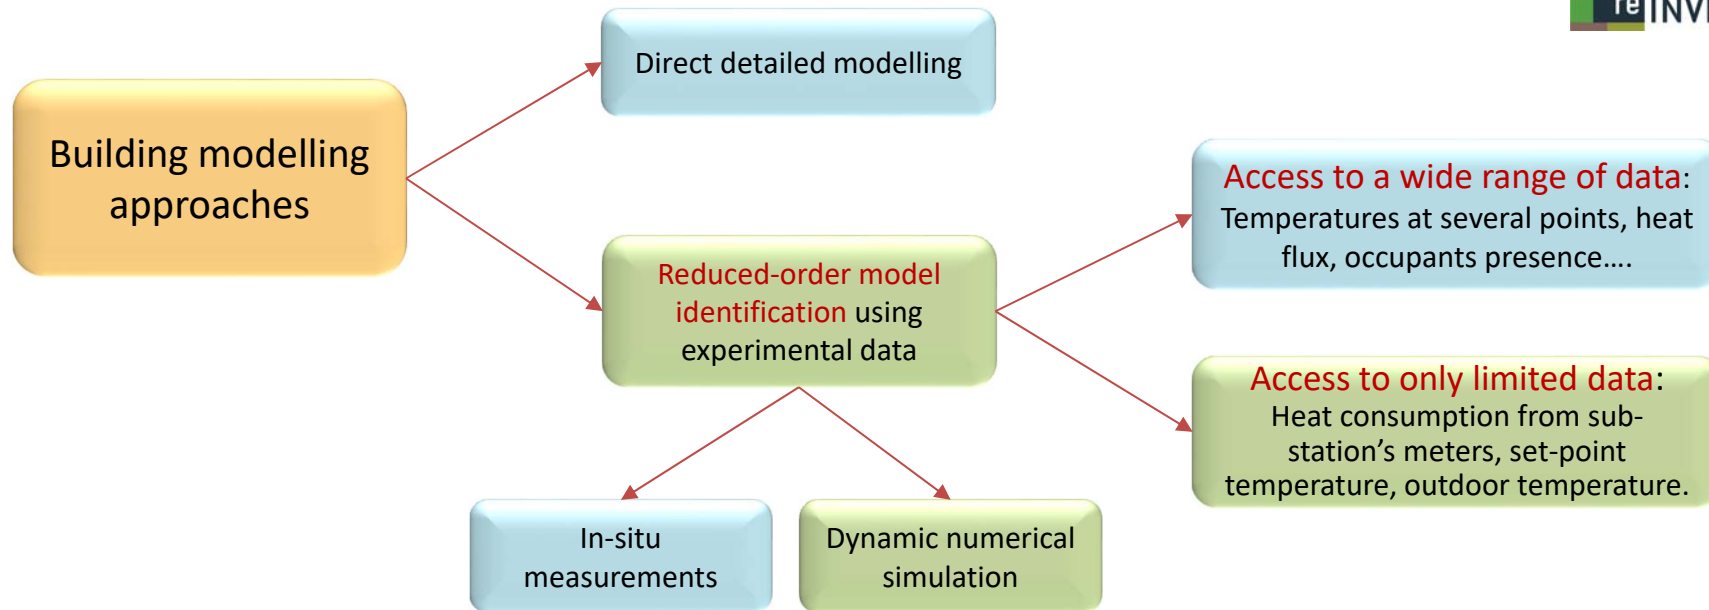 re INV
Direct detailed modelling
Building modelling
approaches
Access to a wide range of data:
Temperatures at several points, heat
flux, occupants presence....
Reduced-order model
identification using
experimental data
Access to only limited data:
Heat consumption from sub-
station's meters, set-point
temperature, outdoor temperature.
In-situ
measurements
Dynamic numerical
simulation